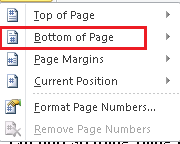 Top of Page
Bottom of Page
Page Margins
Current Position
Format Page Numbers...
Remove Page Numbers